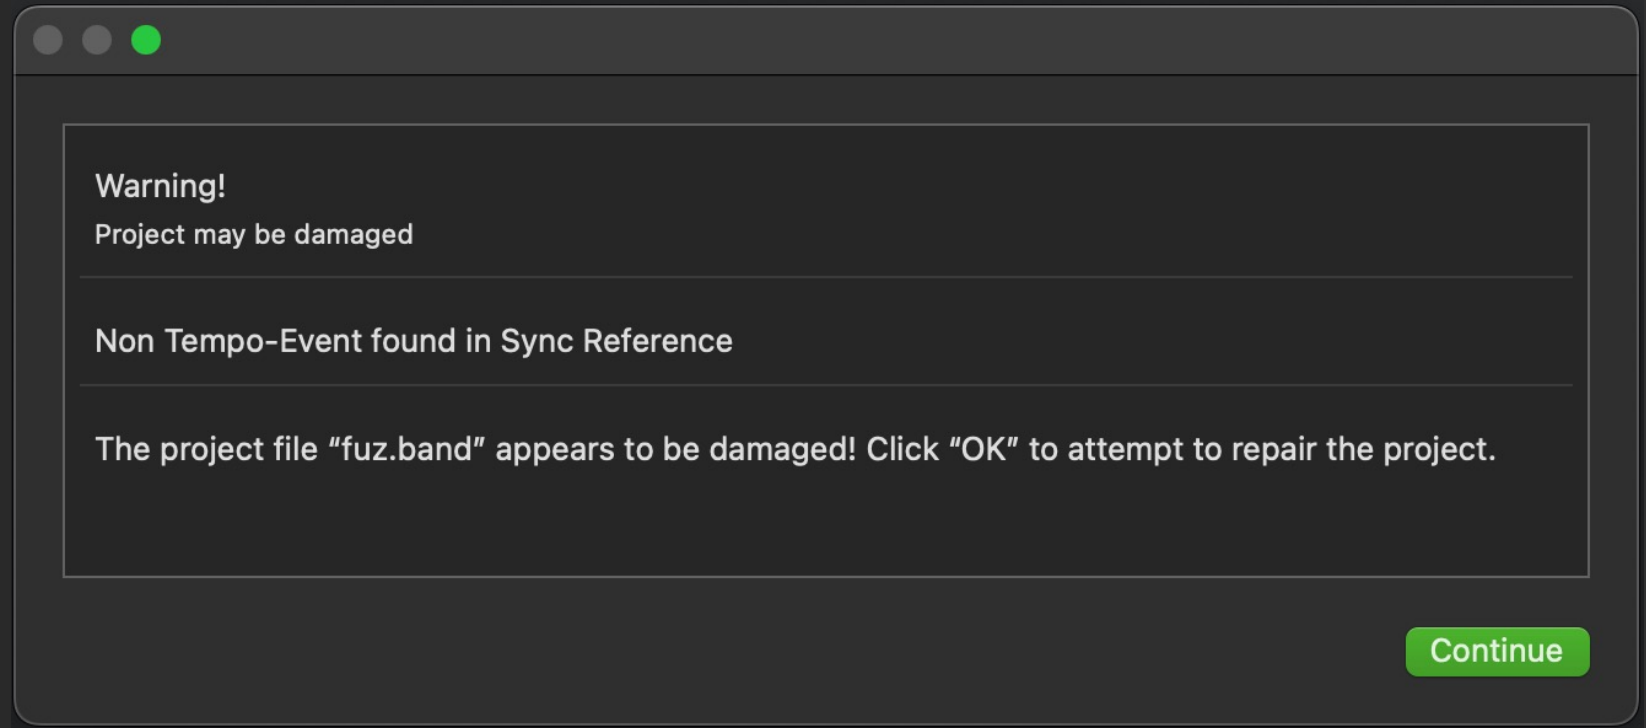 Warning!
Project may be damaged
Non Tempo-Event found in Sync Reference
The project file “fuz.band” appears to be damaged! Click “OK” to attempt to repair the project.
Continue